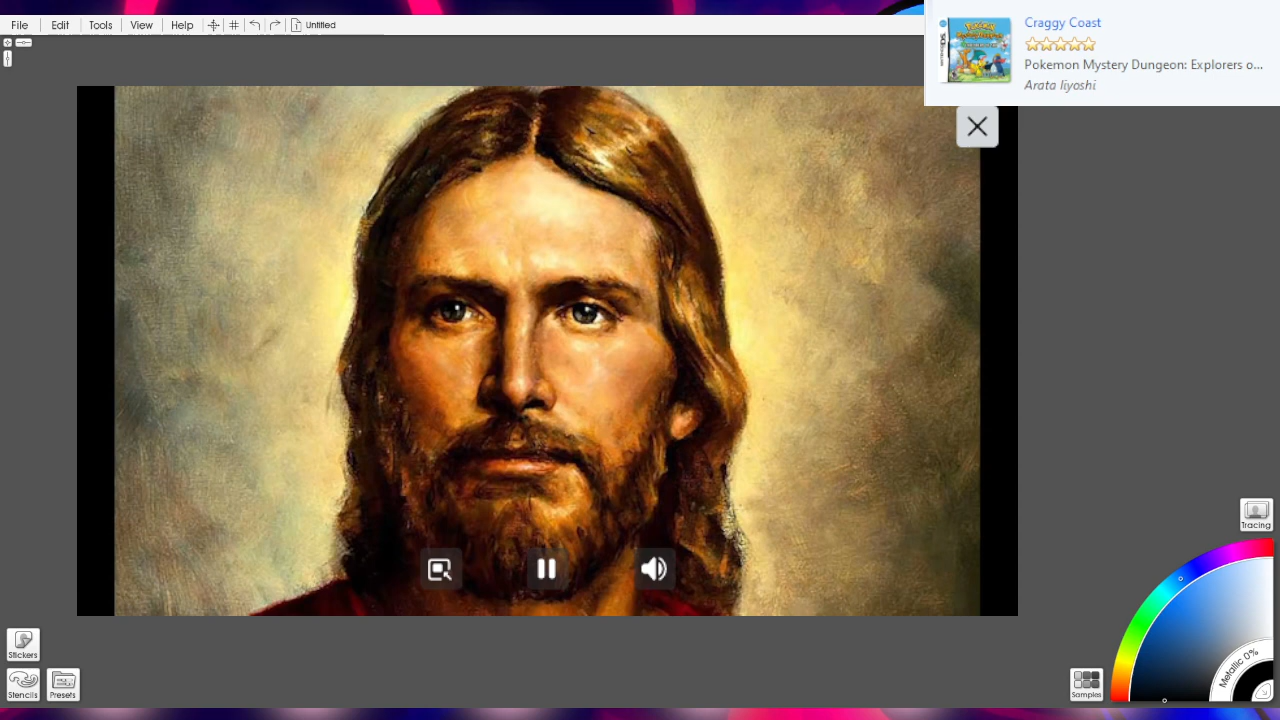 File Edit Tools View Help Untitled
Craggy Coast
Pokemon Mystery Dungeon: Explorers o...
Arata Iiyoshi
Tracing
Metallic 0%
Stickers
Stencils Presets
Samples